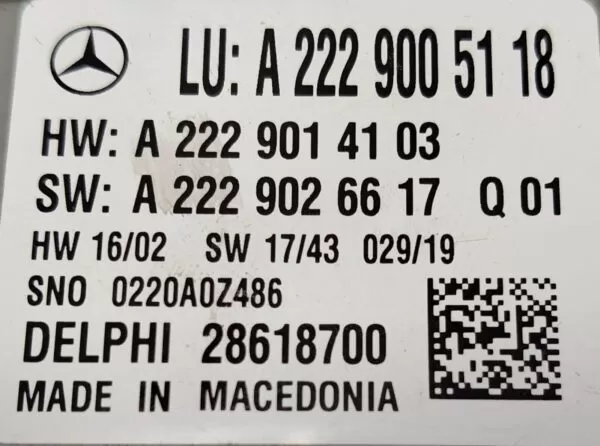 LU: A 222 900 51 18
HW: A 222 901 41 03
SW: A 222 902 66 17 Q 01
HW 16/02 SW 17/43 029/19
SNO 0220A0Z486
DELPHI 28618700
MADE IN MACEDONIA